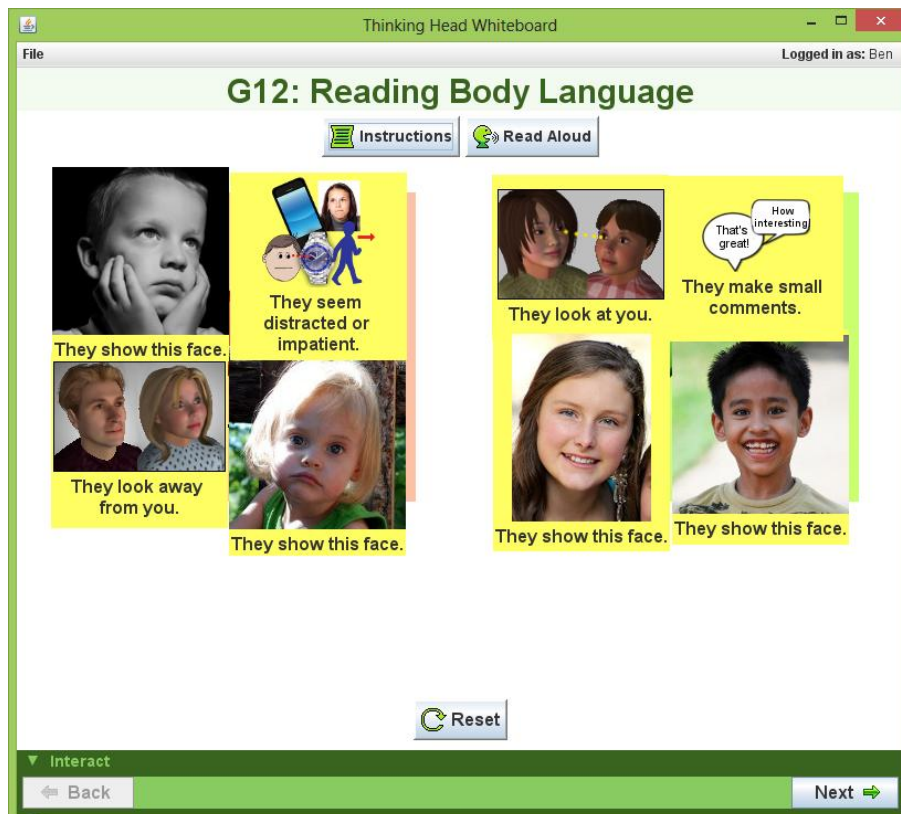 Thinking Head Whiteboard
File
Logged in as: Ben
G12: Reading Body Language
Instructions
Read Aloud
They show this face.
They seem
distracted or
impatient.
They look away
from you.
They show this face.
They look at you.
That's
great!
How
interesting!
They make small
comments.
They show this face.
They show this face.
Reset
Interact
Back
Next